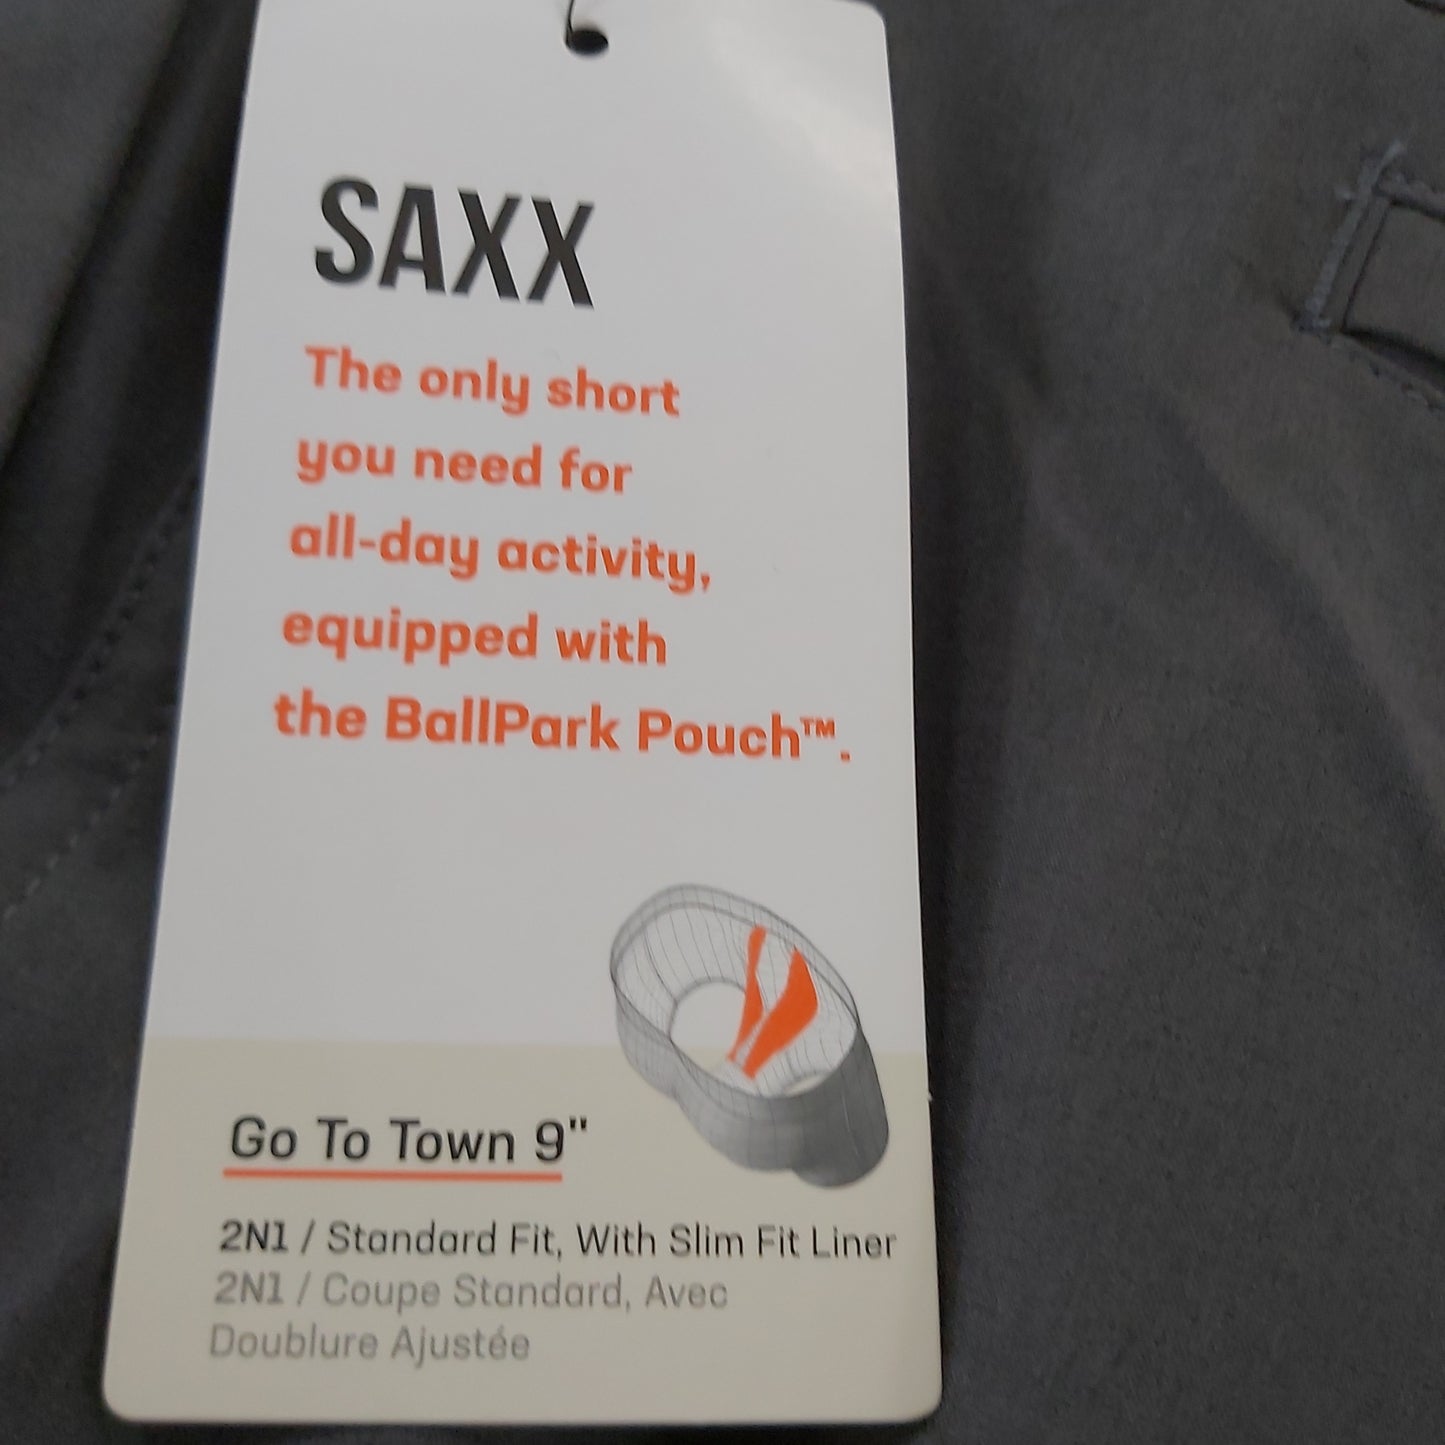 SAXX
The only short
you need for
all-day activity,
equipped with
the BallPark Pouch™.
Go To Town 9"
2N1 / Standard Fit, With Slim Fit Liner
2N1 / Coupe Standard, Avec
Doublure Ajustée